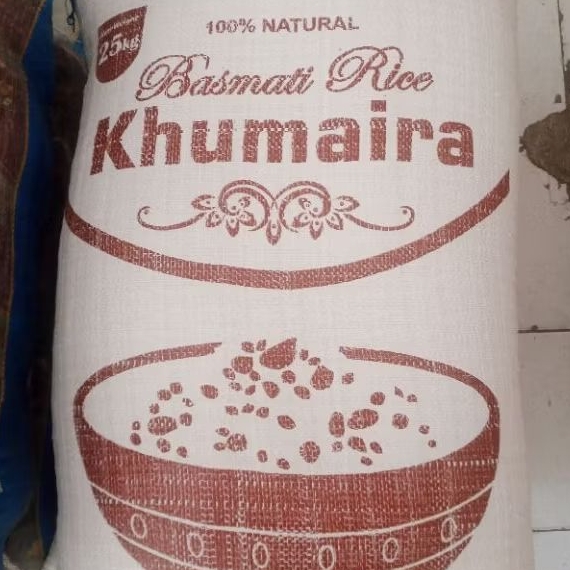 100% NATURAL
25kg
Basmati Rice
Khumaira